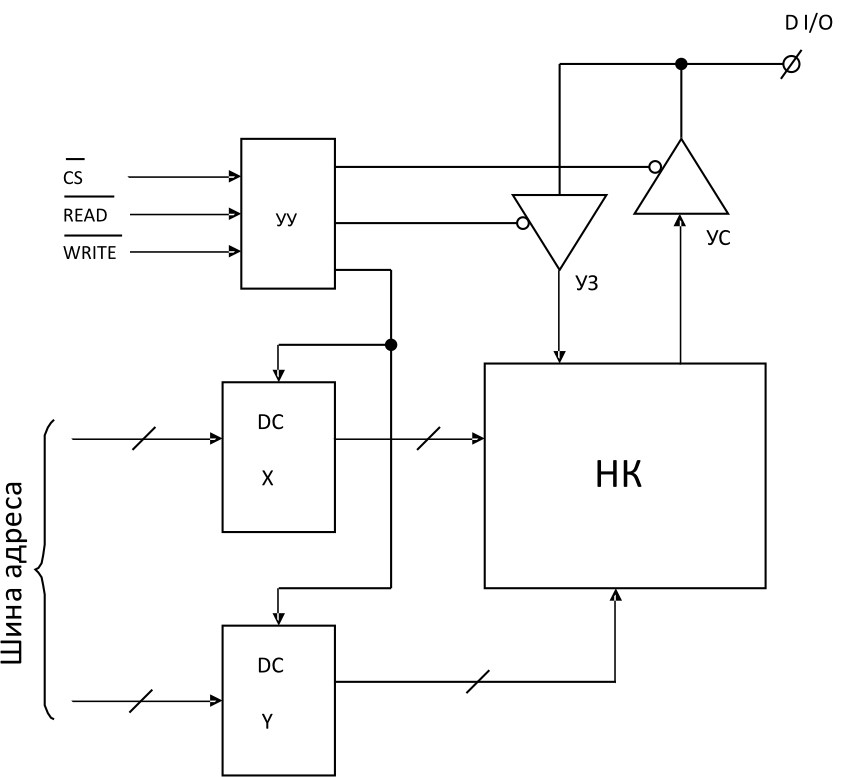 D I/O
CS
READ
WRITE
УУ
УС
УЗ
DC
X
НК
Шина адреса
DC
Y